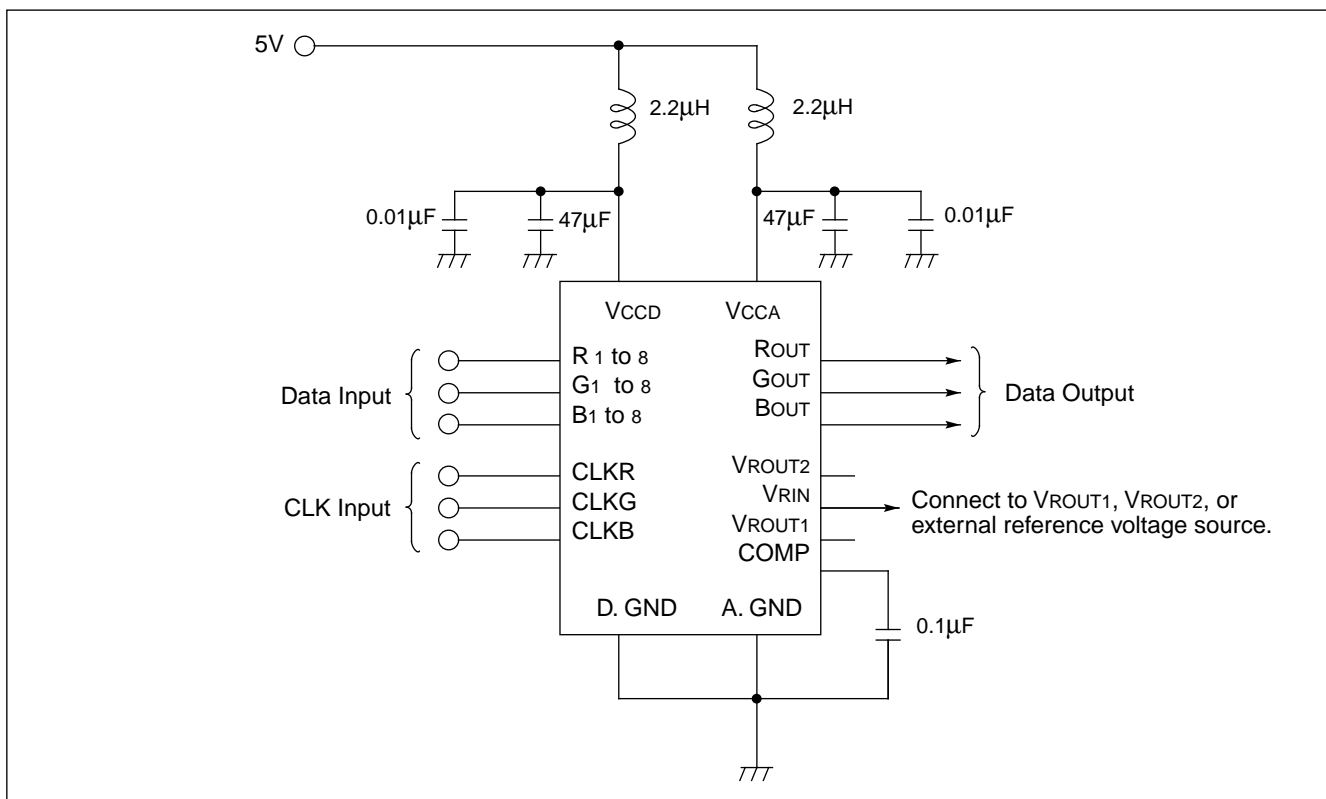 5V
2.2µH
2.2µH
0.01µF
47µF
47µF
0.01µF
VCCD
VCCA
Data Input
R 1 to 8
G1 to 8
B1 to 8
ROUT
GOUT
BOUT
Data Output
CLK Input
CLKR
CLKG
CLKB
VROUT2
VRIN
VROUT1
COMP
Connect to VROUT1, VROUT2, or
external reference voltage source.
D. GND
A. GND
0.1µF